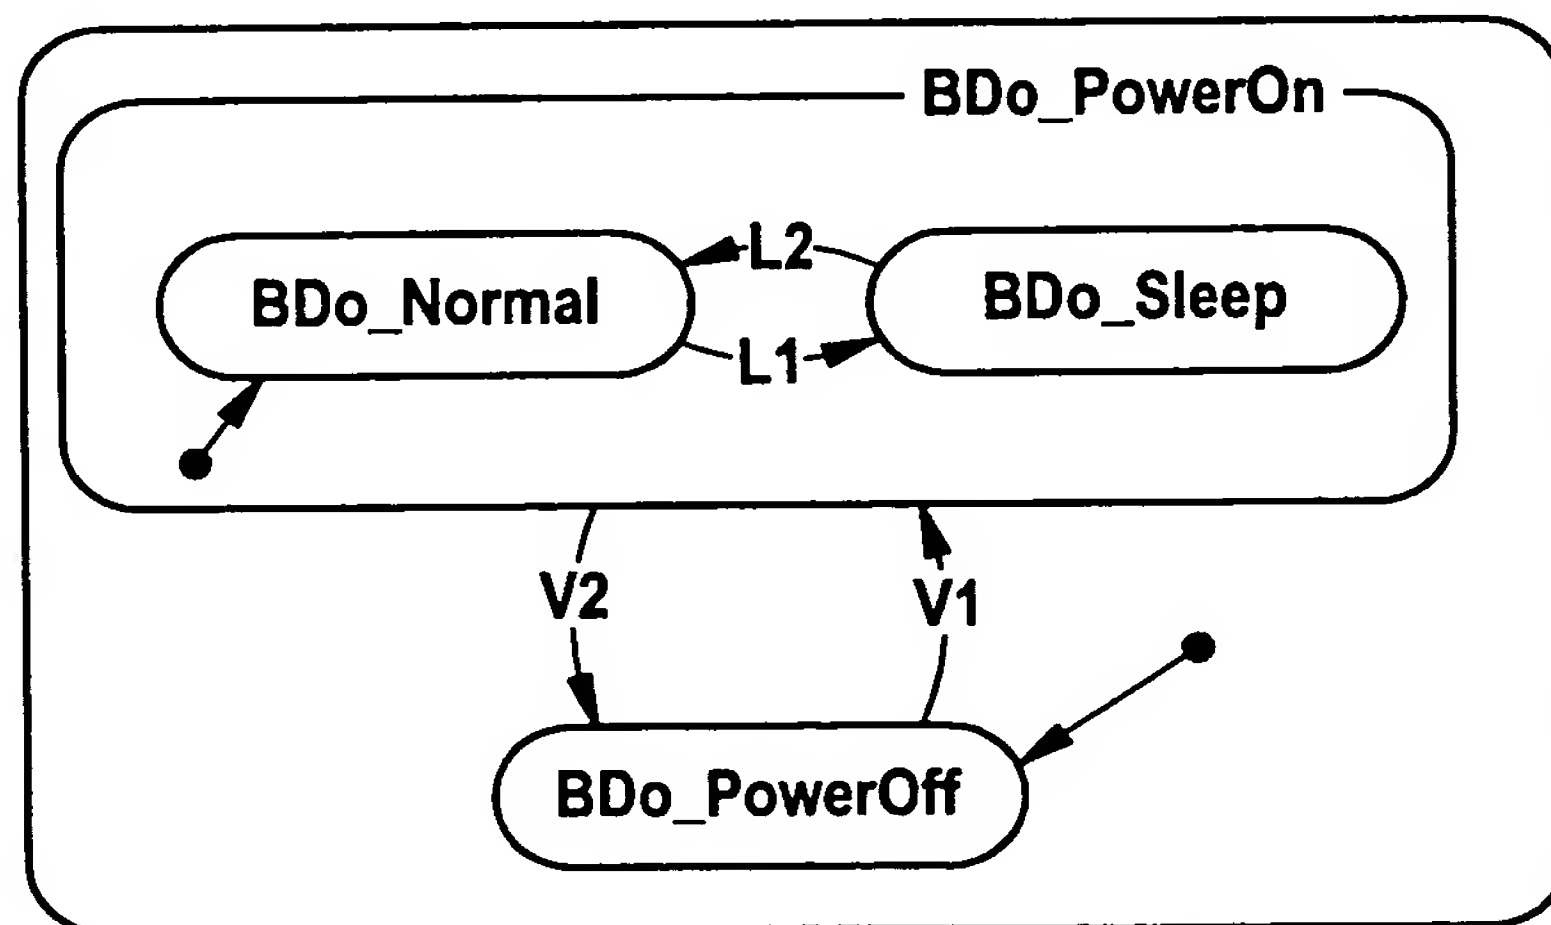 BDo_PowerOn
L2
BDo_Normal
BDo_Sleep
L1
V2
V1
BDo_PowerOff